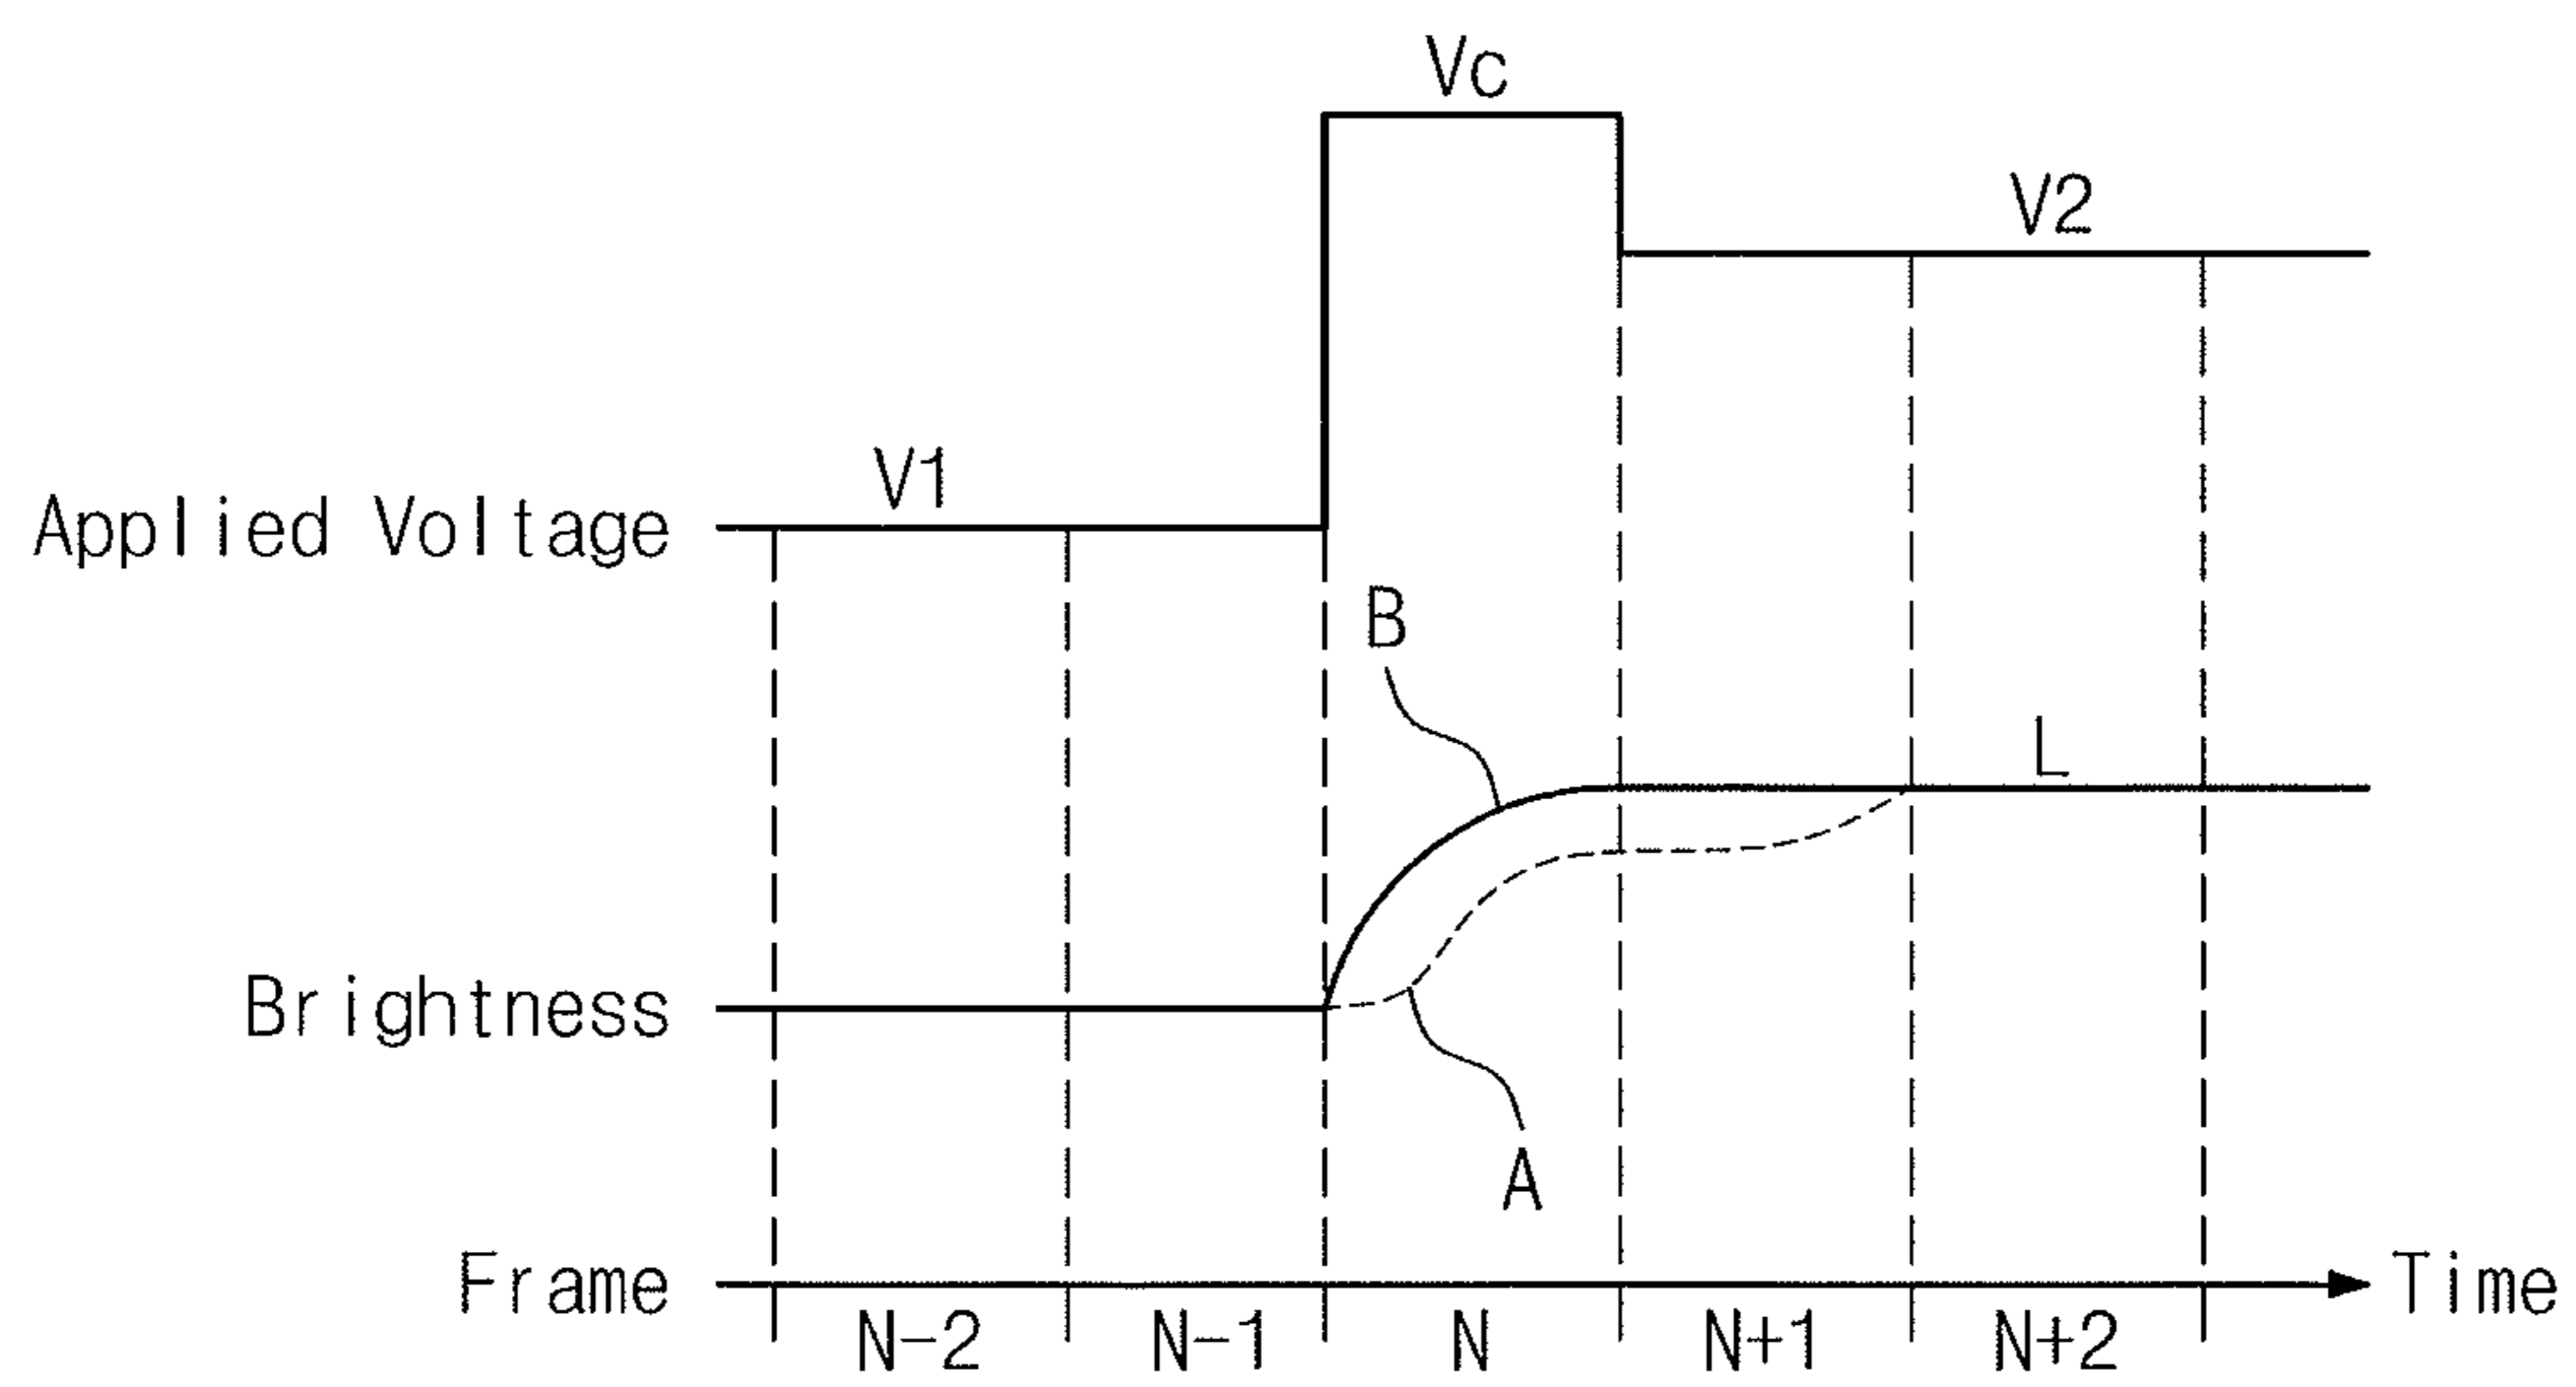 Vc
V2
V1
Applied Voltage
B
L
Brightness
A
Frame
Time
N-2 N-1 N N+1 N+2